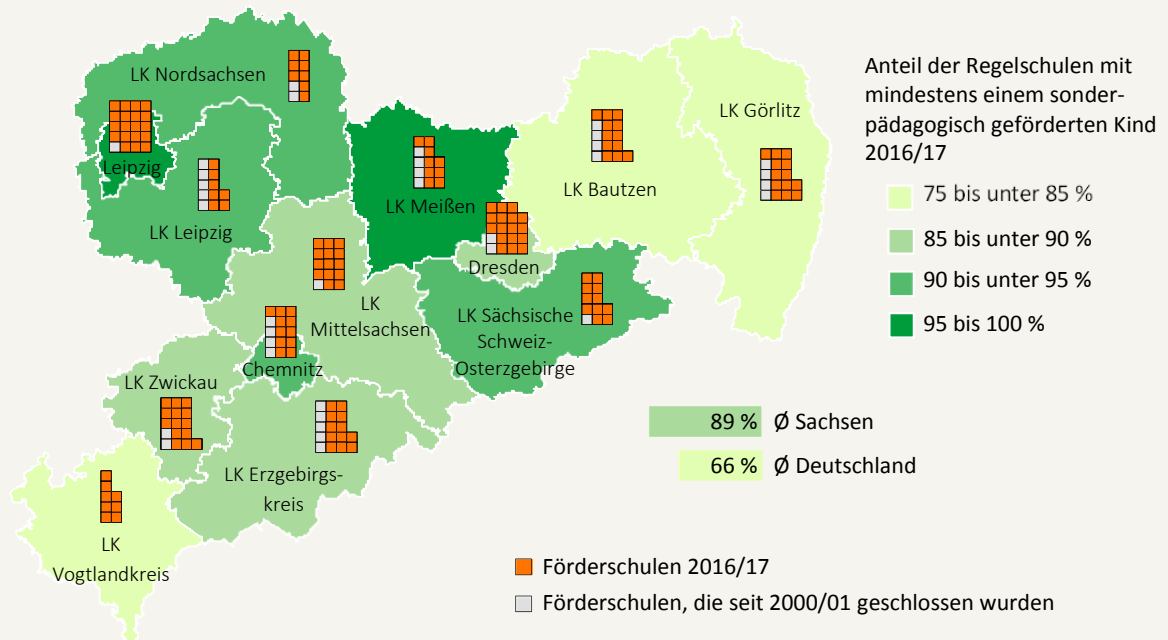 LK Nordsachsen
Leipzig
LK Leipzig
LK Meißen
LK Bautzen
LK Görlitz
Dresden
LK
Mittelsachsen
LK Sächsische
Schweiz-
Osterzgebirge
Chemnitz
LK Zwickau
LK Erzgebirgs-
kreis
LK
Vogtlandkreis
Anteil der Regelschulen mit
mindestens einem sonder-
pädagogisch geförderten Kind
2016/17
75 bis unter 85 %
85 bis unter 90 %
90 bis unter 95 %
95 bis 100 %
89 % Ø Sachsen
66 % Ø Deutschland
Förderschulen 2016/17
Förderschulen, die seit 2000/01 geschlossen wurden